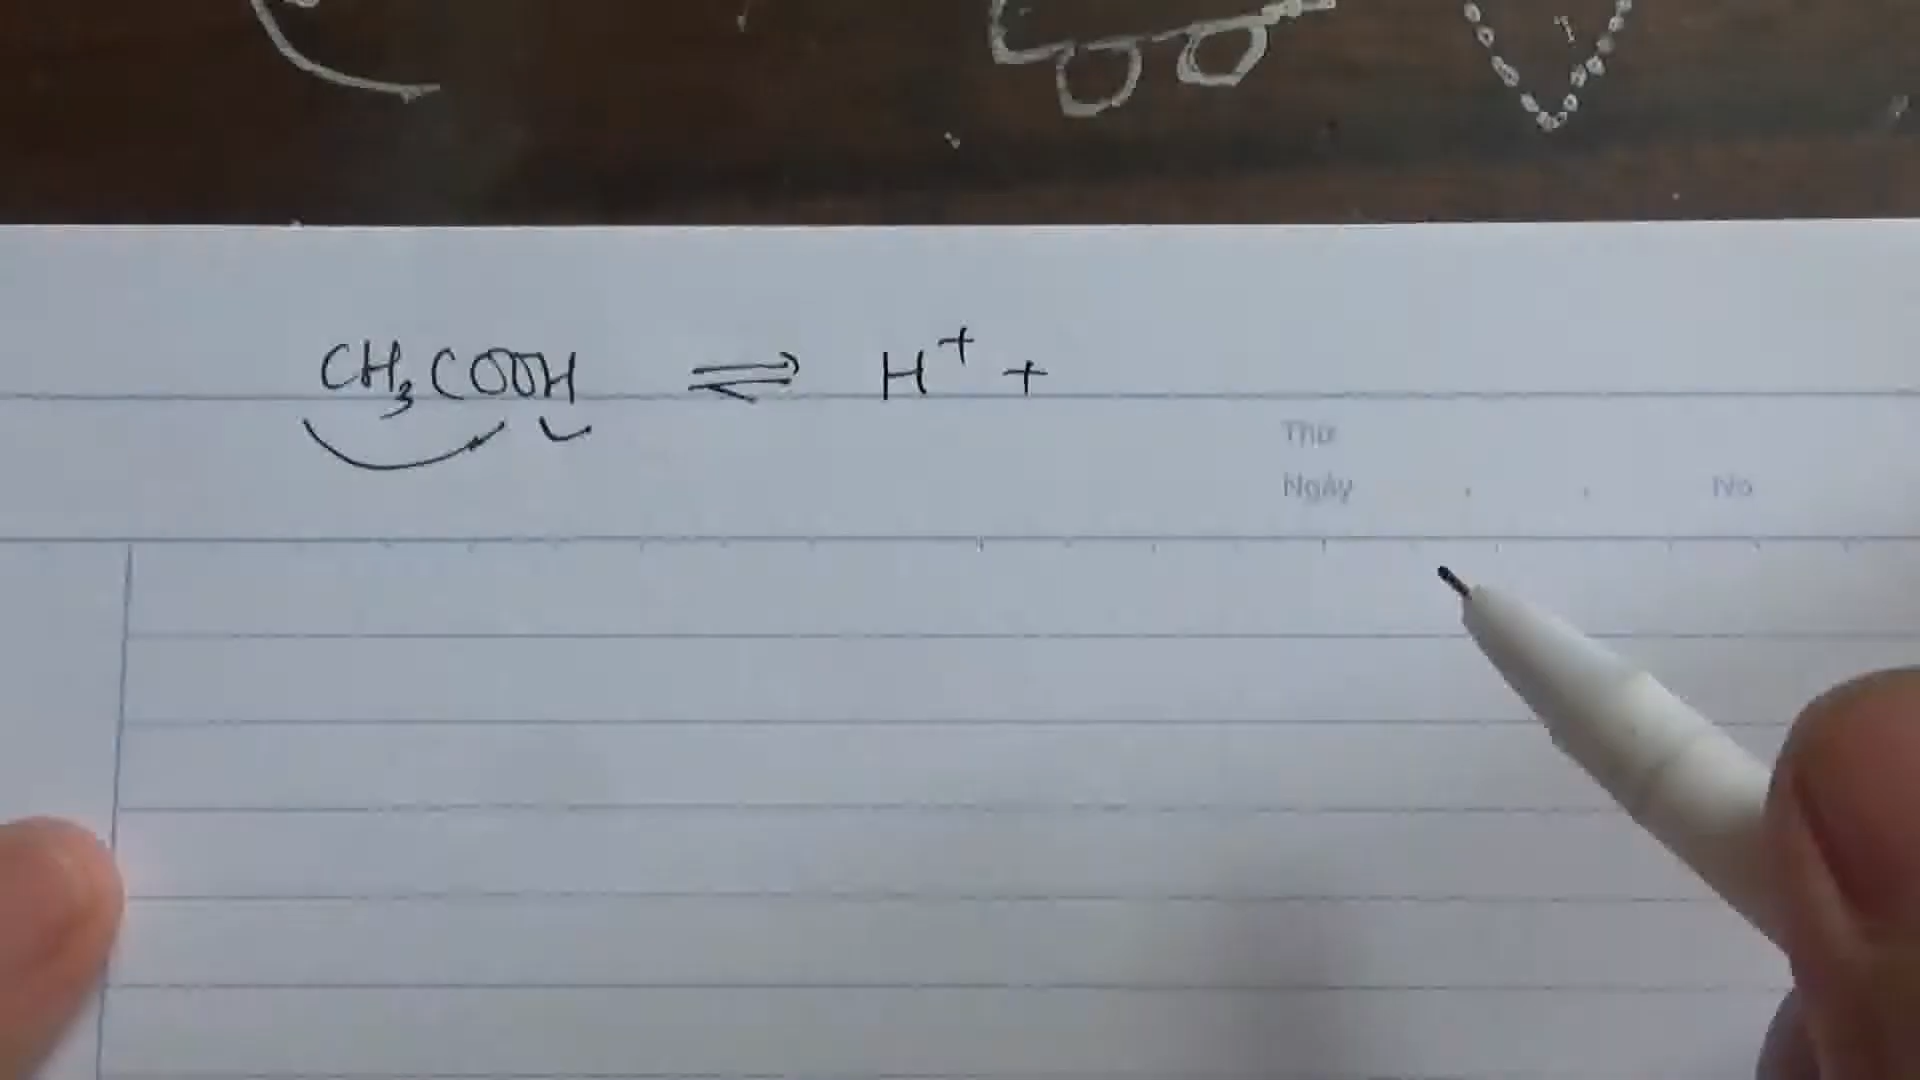 CH₃COOH ⇌ H⁺ +
Thứ
Ngày . . No